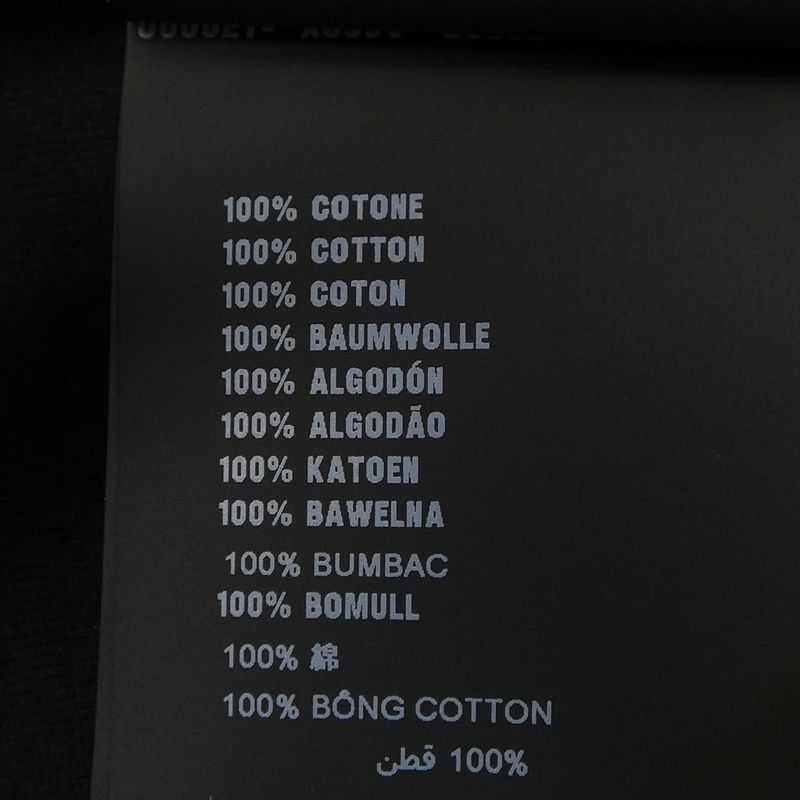 100% COTONE
100% COTTON
100% COTON
100% BAUMWOLLE
100% ALGODÓN
100% ALGODÃO
100% KATOEN
100% BAWELNA
100% BUMBAC
100% BOMULL
100% 綿
100% BÔNG COTTON
100% قطن